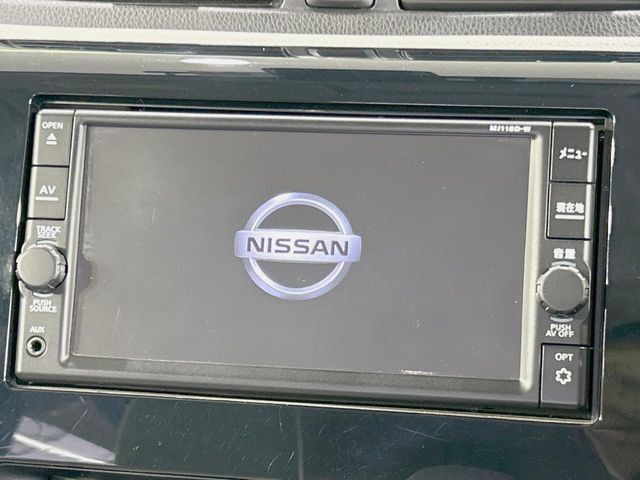 MJ118D-W
OPEN
AV
TRACK
SEEK
PUSH
SOURCE
AUX
NISSAN
メニュー
現在地
音量
PUSH
AV OFF
OPT